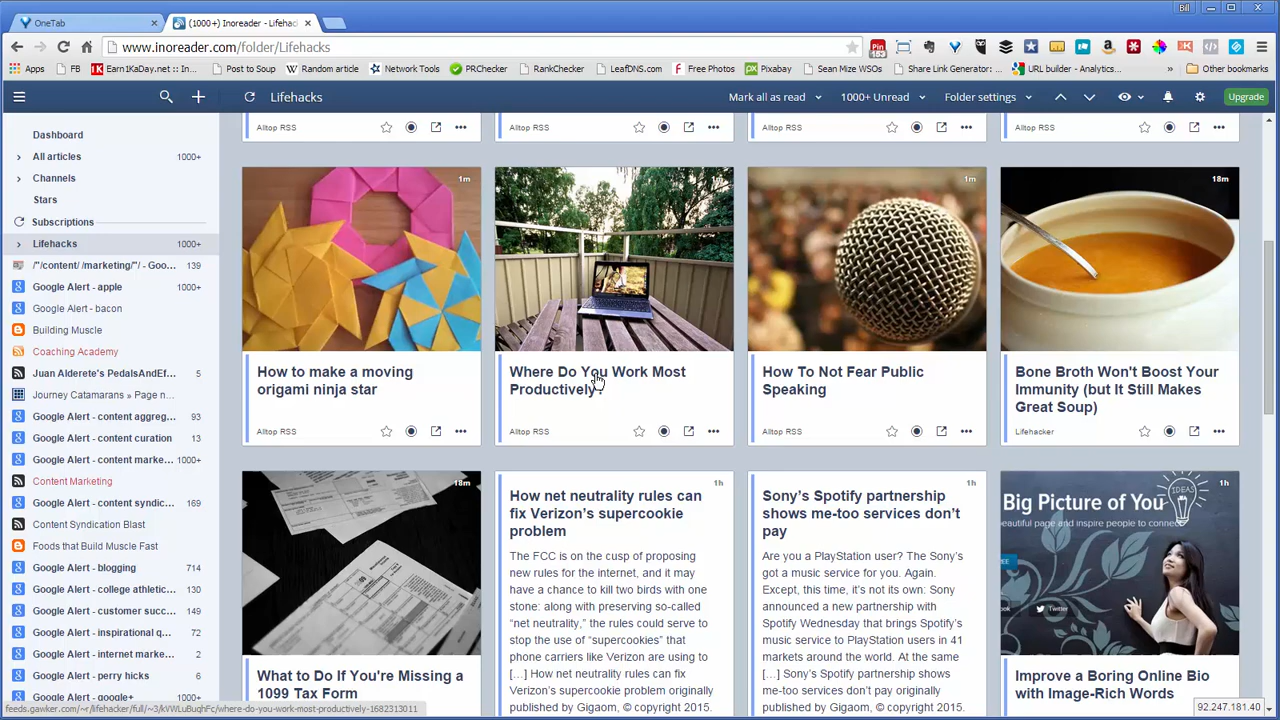 OneTab
(1000+) Inoreader - Lifehac
Bill
www.inoreader.com/folder/Lifehacks
Apps
FB
Earn1KaDay.net -:: In...
Post to Soup
Random article
Network Tools
PRChecker
RankChecker
LeafDNS.com
Free Photos
Pixabay
Sean Mize WSOs
Share Link Generator:...
URL builder - Analytics...
»
Other bookmarks
Lifehacks
Mark all as read
1000+ Unread
Folder settings
Upgrade
Dashboard
All articles 1000+
Channels
Stars
Subscriptions
Lifehacks 1000+
/"/content/ /marketing/"/ - Goo... 139
Google Alert - apple 1000+
Google Alert - bacon
Building Muscle
Coaching Academy
Juan Alderete's PedalsAndEf... 5
Journey Catamarans » Page n...
Google Alert - content aggreg... 93
Google Alert - content curation 13
Google Alert - content marke... 1000+
Content Marketing
Google Alert - content syndic... 169
Content Syndication Blast
Foods that Build Muscle Fast
Google Alert - blogging 714
Google Alert - college athletic... 130
Google Alert - customer succ... 149
Google Alert - inspirational q... 72
Google Alert - internet marke... 2
Google Alert - perry hicks 6
Google Alert - google+ 1000+
Alltop RSS
Alltop RSS
Alltop RSS
Alltop RSS
1m
How to make a moving
origami ninja star
Alltop RSS
Where Do You Work Most
Productively?
Alltop RSS
1m
How To Not Fear Public
Speaking
Alltop RSS
18m
Bone Broth Won't Boost Your
Immunity (but It Still Makes
Great Soup)
Lifehacker
18m
What to Do If You're Missing a
1099 Tax Form
1h
How net neutrality rules can
fix Verizon's supercookie
problem
The FCC is on the cusp of proposing
new rules for the internet, and it may
have a chance to kill two birds with one
stone: along with preserving so-called
“net neutrality,” the rules could serve to
stop the use of “supercookies” that
phone carriers like Verizon are using to
[…] How net neutrality rules can fix
Verizon's supercookie problem originally
published by Gigaom, © copyright 2015.
1h
Sony's Spotify partnership
shows me-too services don't
pay
Are you a PlayStation user? The Sony's
got a music service for you. Again.
Except, this time, it's not its own: Sony
announced a new partnership with
Spotify Wednesday that brings Spotify's
music service to PlayStation users in 41
markets around the world. At the same
[…] Sony's Spotify partnership shows
me-too services don't pay originally
published by Gigaom, © copyright 2015.
1h
Big Picture of You
IDEAS
beautiful page and inspire people to connect
Twitter
Improve a Boring Online Bio
with Image-Rich Words
92.247.181.40